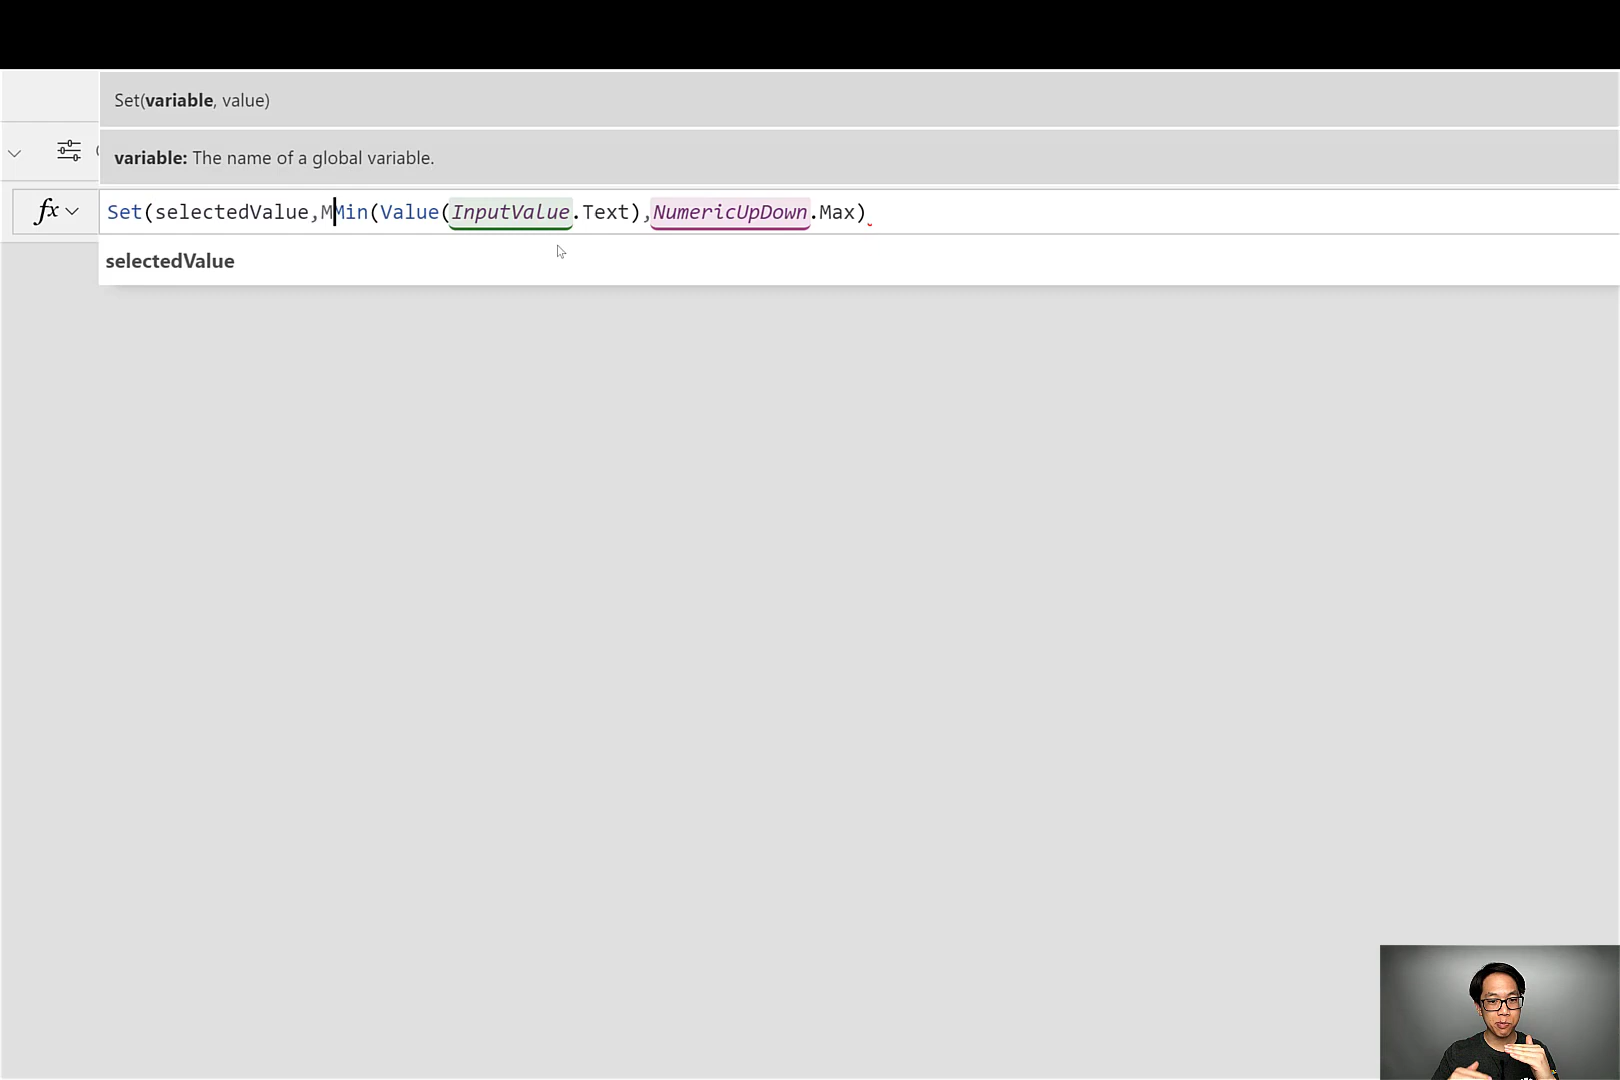 Set(variable, value)
variable: The name of a global variable.
fx
Set(selectedValue,MMin(Value(InputValue.Text),NumericUpDown.Max)
selectedValue